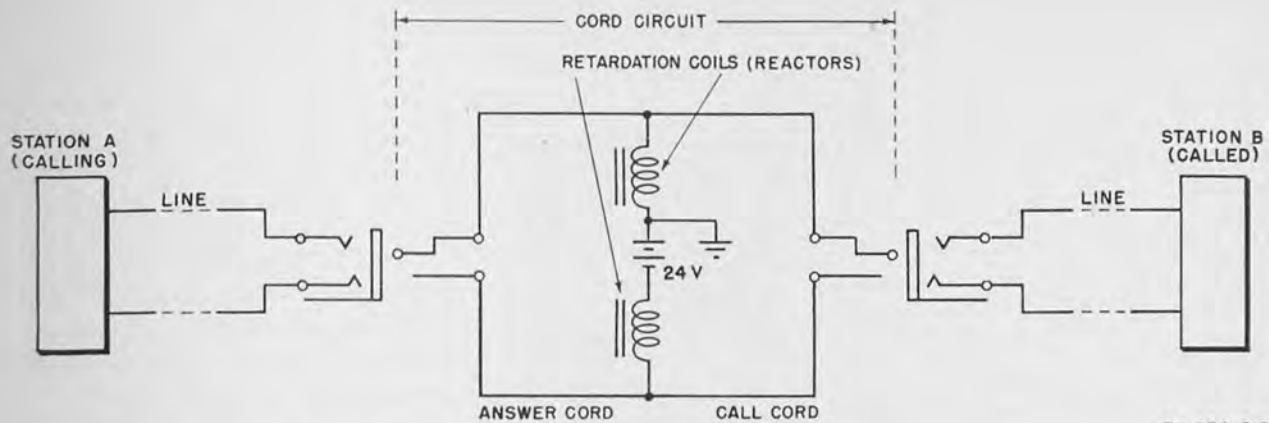 CORD CIRCUIT
RETARDATION COILS (REACTORS)
STATION A
(CALLING)
STATION B
(CALLED)
LINE
LINE
24 V
ANSWER CORD
CALL CORD